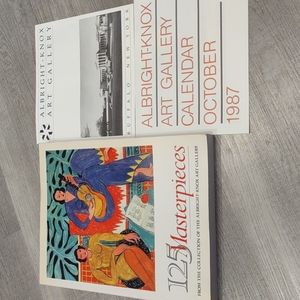 ALBRIGHT-KNOX
ART GALLERY
BUFFALO NEW YORK
ALBRIGHT-KNOX
ART GALLERY
CALENDAR
OCTOBER
1987
125 Masterpieces
FROM THE COLLECTION OF THE ALBRIGHT-KNOX ART GALLERY